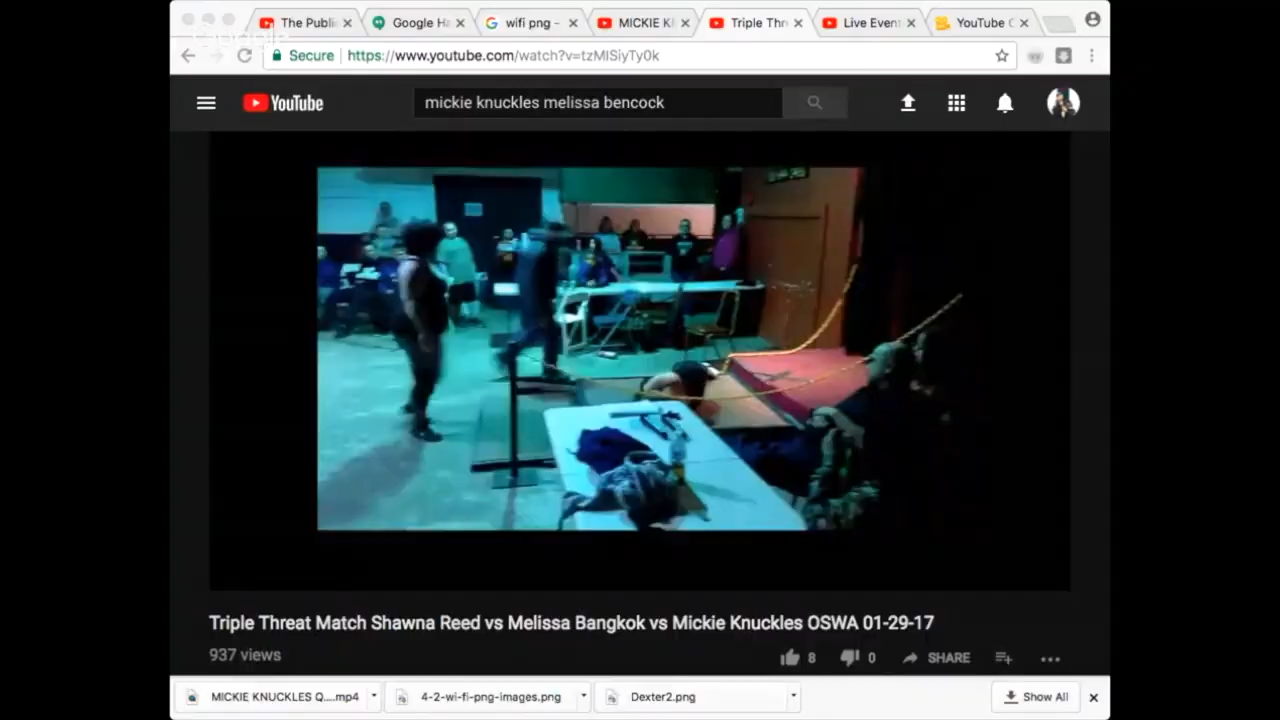 The Publi
Google Ha
wifi png –
MICKIE K
Triple Thr
Live Event
YouTube
Secure https://www.youtube.com/watch?v=tzMISiyTy0k
YouTube
mickie knuckles melissa bencock
Triple Threat Match Shawna Reed vs Melissa Bangkok vs Mickie Knuckles OSWA 01-29-17
937 views
8 0 SHARE
MICKIE KNUCKLES Q....mp4
4-2-wi-fi-png-images.png
Dexter2.png
Show All